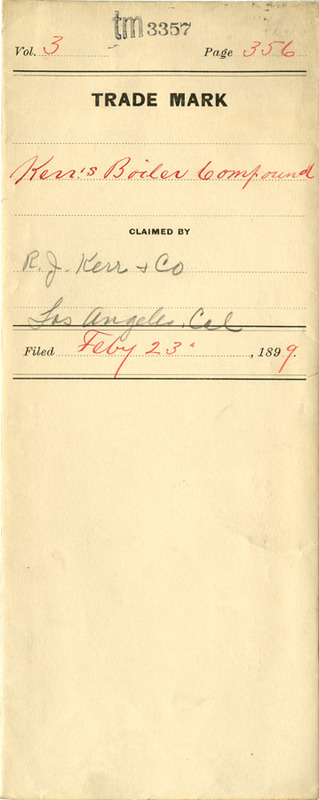 tm 3357
Vol. 3 Page 356
TRADE MARK
Kerr's Boiler Compound
CLAIMED BY
R. J. Kerr & Co
Los Angeles, Cal
Filed Feby 23d, 1899.